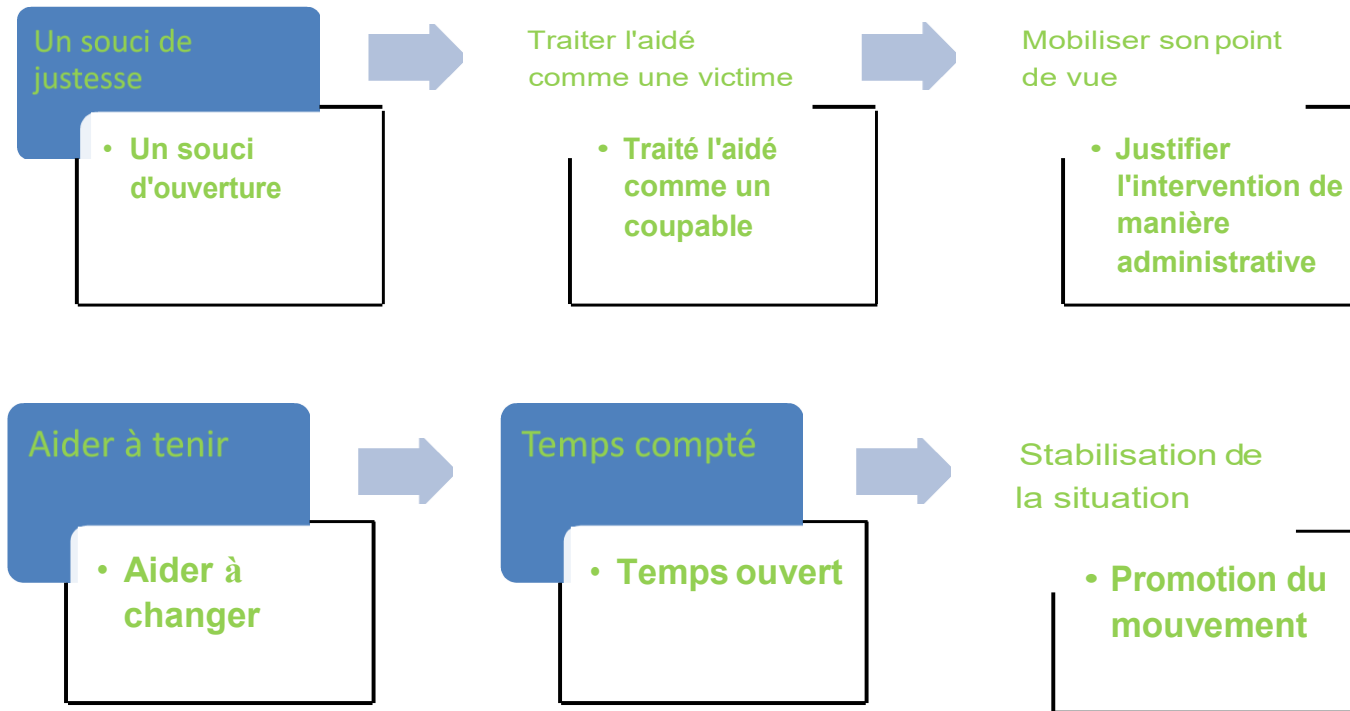 Un souci de
justesse
• Un souci
d'ouverture
Traiter l'aidé
comme une victime
• Traité l'aidé
comme un
coupable
Mobiliser son point
de vue
• Justifier
l'intervention de
manière
administrative
Aider à tenir
• Aider à
changer
Temps compté
• Temps ouvert
Stabilisation de
la situation
• Promotion du
mouvement